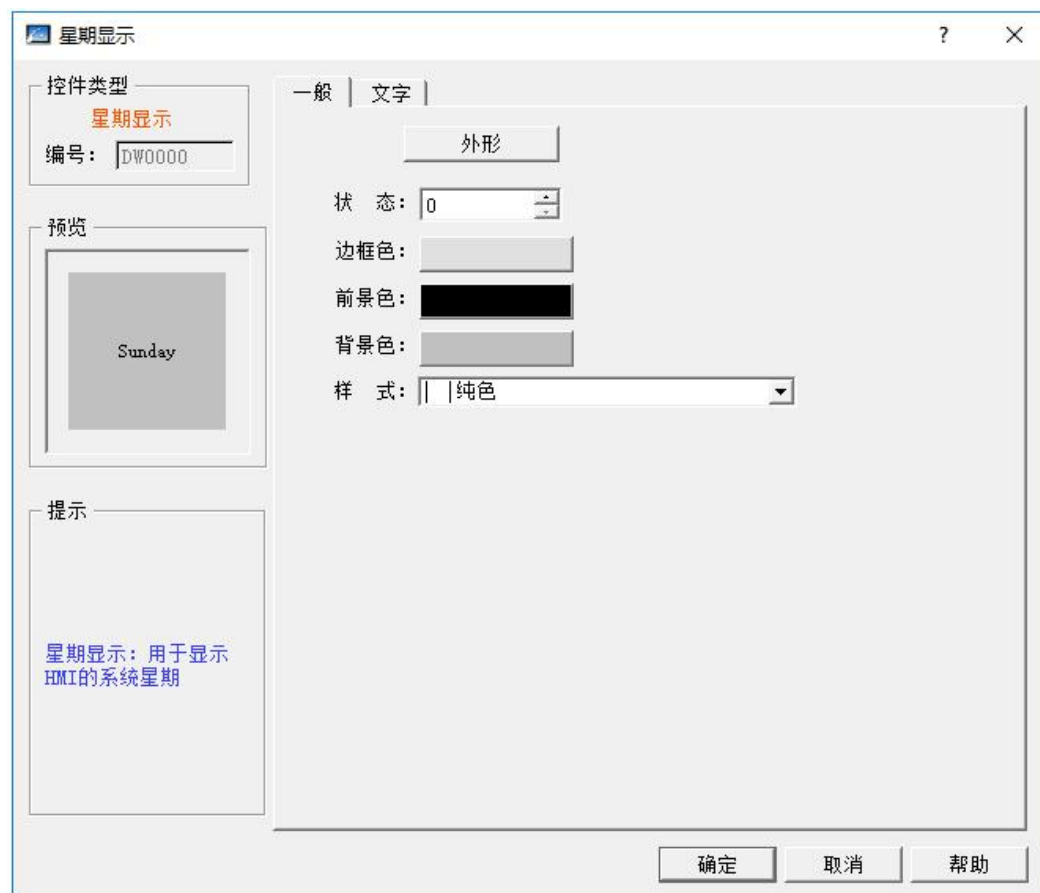 星期显示
控件类型
星期显示
编号： DW0000
预览
Sunday
提示
星期显示：用于显示
HMI的系统星期
一般 文字
外形
状 态： 0
边框色：
前景色：
背景色：
样 式： 纯色
确定 取消 帮助